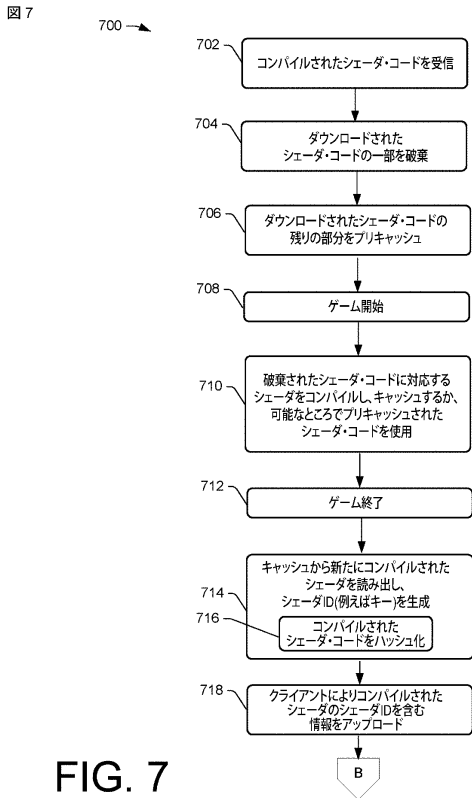 図7
700
702
コンパイルされたシェーダ・コードを受信
704
ダウンロードされた
シェーダ・コードの一部を破棄
706
ダウンロードされたシェーダ・コードの
残りの部分をプリキャッシュ
708
ゲーム開始
710
破棄されたシェーダ・コードに対応する
シェーダをコンパイルし、キャッシュするか、
可能なところでプリキャッシュされた
シェーダ・コードを使用
712
ゲーム終了
714
キャッシュから新たにコンパイルされた
シェーダを読み出し、
シェーダID(例えばキー)を生成
716
コンパイルされた
シェーダ・コードをハッシュ化
718
クライアントによりコンパイルされた
シェーダのシェーダIDを含む
情報をアップロード
B
FIG. 7